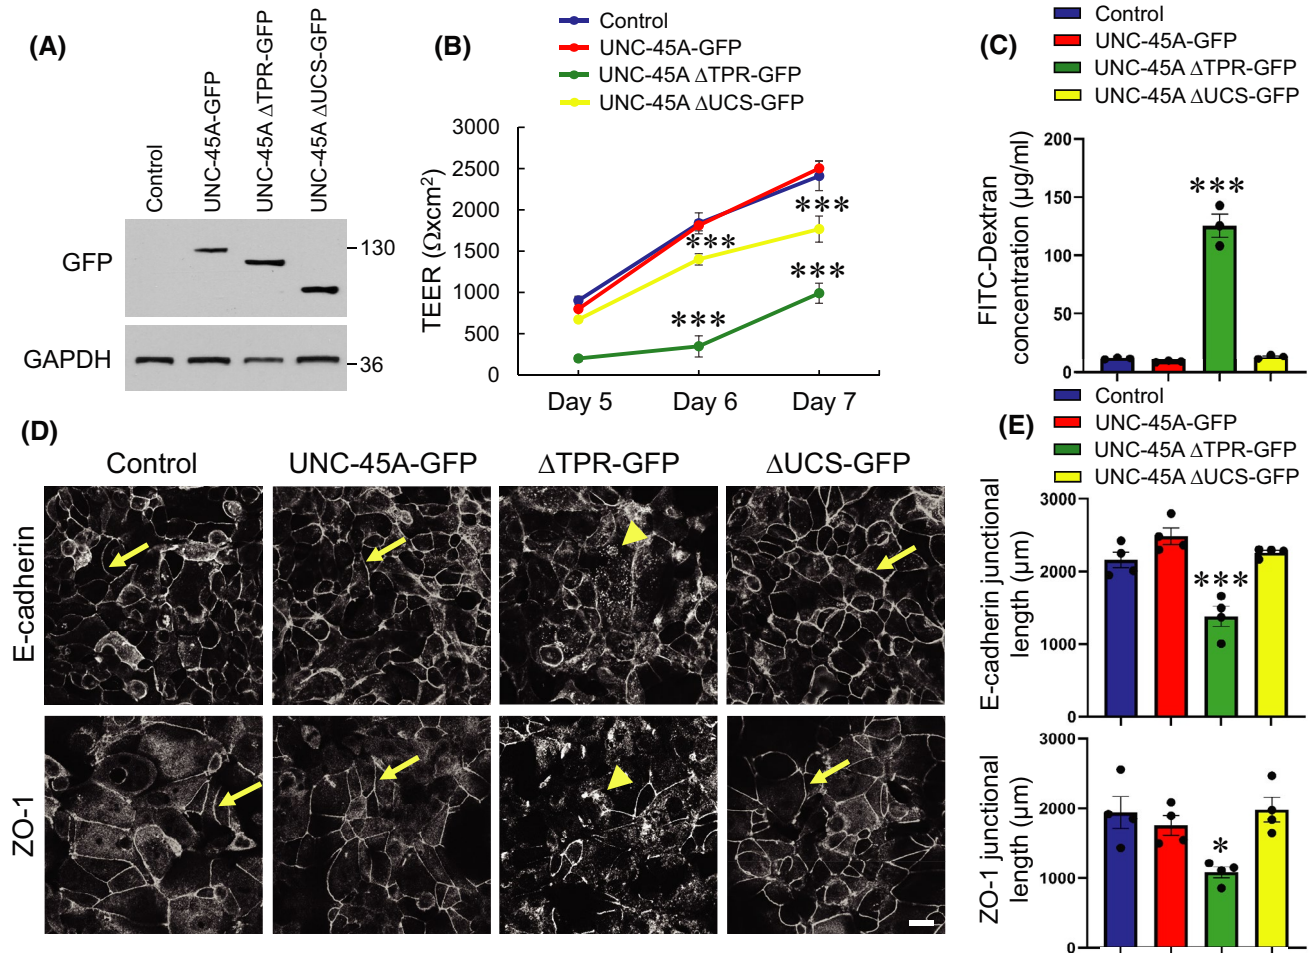 (A)
Control
UNC-45A-GFP
UNC-45A ΔTPR-GFP
UNC-45A ΔUCS-GFP
GFP
130
GAPDH
36
(B)
Control
UNC-45A-GFP
UNC-45A ΔTPR-GFP
UNC-45A ΔUCS-GFP
TEER (Ωxcm²)
3000
2500
2000
1500
1000
500
0
***
***
***
***
Day 5 Day 6 Day 7
(C)
Control
UNC-45A-GFP
UNC-45A ΔTPR-GFP
UNC-45A ΔUCS-GFP
FITC-Dextran
concentration (µg/ml)
200
150
100
50
0
***
(D)
Control UNC-45A-GFP ΔTPR-GFP ΔUCS-GFP
E-cadherin
ZO-1
(E)
Control
UNC-45A-GFP
UNC-45A ΔTPR-GFP
UNC-45A ΔUCS-GFP
E-cadherin junctional
length (µm)
3000
2000
1000
0
***
ZO-1 junctional
length (µm)
3000
2000
1000
0
*